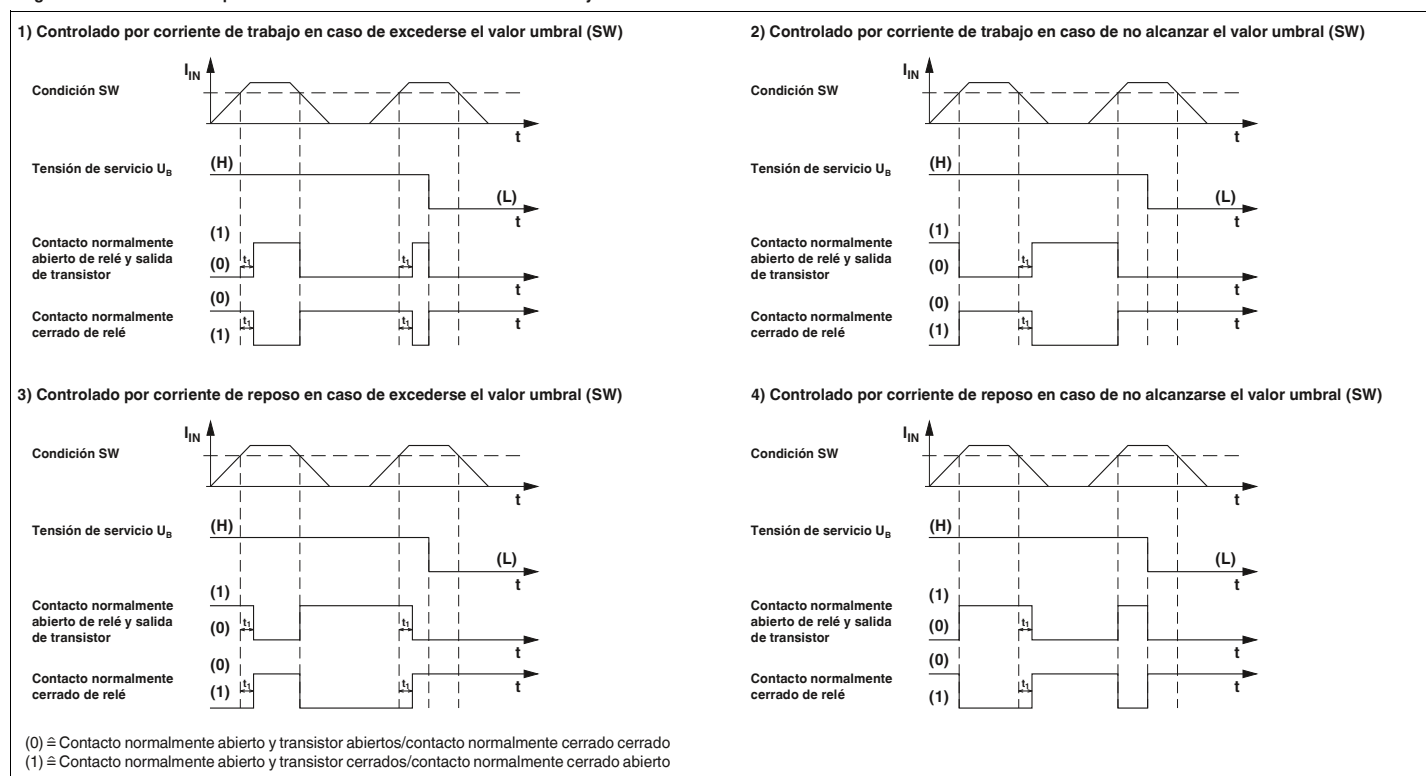 1) Controlado por corriente de trabajo en caso de excederse el valor umbral (SW)
I_IN
Condición SW
t
Tensión de servicio U_B
(H)
(L)
t
Contacto normalmente
abierto de relé y salida
de transistor
(1)
(0)
t₁
t₁
t
Contacto normalmente
cerrado de relé
(0)
(1)
t₁
t₁
t
2) Controlado por corriente de trabajo en caso de no alcanzar el valor umbral (SW)
I_IN
Condición SW
t
Tensión de servicio U_B
(H)
(L)
t
Contacto normalmente
abierto de relé y salida
de transistor
(1)
(0)
t₁
t
Contacto normalmente
cerrado de relé
(0)
(1)
t₁
t
3) Controlado por corriente de reposo en caso de excederse el valor umbral (SW)
I_IN
Condición SW
t
Tensión de servicio U_B
(H)
(L)
t
Contacto normalmente
abierto de relé y salida
de transistor
(1)
(0)
t₁
t₁
t
Contacto normalmente
cerrado de relé
(0)
(1)
t₁
t₁
t
4) Controlado por corriente de reposo en caso de no alcanzarse el valor umbral (SW)
I_IN
Condición SW
t
Tensión de servicio U_B
(H)
(L)
t
Contacto normalmente
abierto de relé y salida
de transistor
(1)
(0)
t₁
t
Contacto normalmente
cerrado de relé
(0)
(1)
t₁
t
(0) ≙ Contacto normalmente abierto y transistor abiertos/contacto normalmente cerrado cerrado
(1) ≙ Contacto normalmente abierto y transistor cerrados/contacto normalmente cerrado abierto